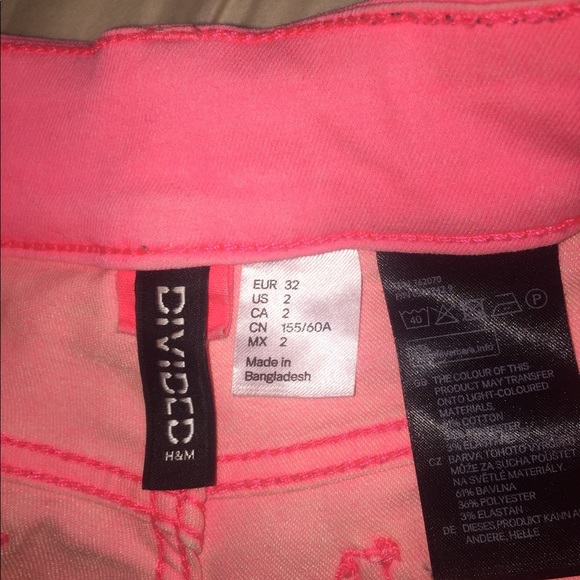 DIVIDED
H&M
EUR 32
US 2
CA 2
CN 155/60A
MX 2
Made in
Bangladesh
40
P
GB THE COLOUR OF THIS
PRODUCT MAY TRANSFER
ONTO LIGHT-COLOURED
MATERIALS.
COTTON
ELASTANE
CZ BARVA TOHOTO
MŮŽE ZA SUCHA POUŠTĚT
NA SVĚTLÉ MATERIÁLY.
61% BAVLNA
36% POLYESTER
3% ELASTAN
DE DIESES PRODUKT KANN
ANDERE, HELLE